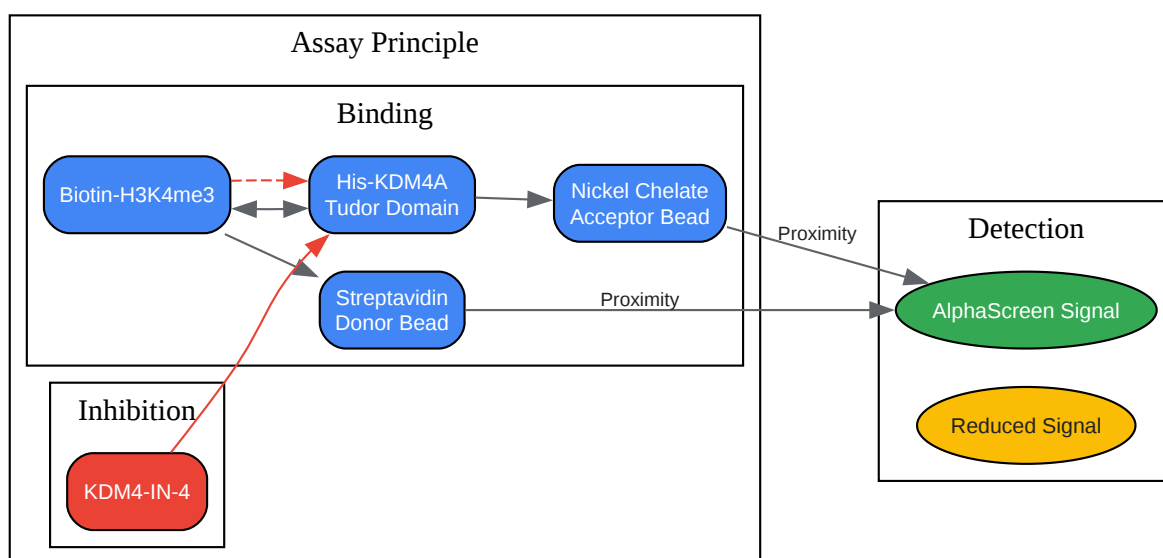 Assay Principle
Binding
Biotin-H3K4me3
His-KDM4A
Tudor Domain
Nickel Chelate
Acceptor Bead
Streptavidin
Donor Bead
Proximity
Proximity
Detection
AlphaScreen Signal
Reduced Signal
Inhibition
KDM4-IN-4